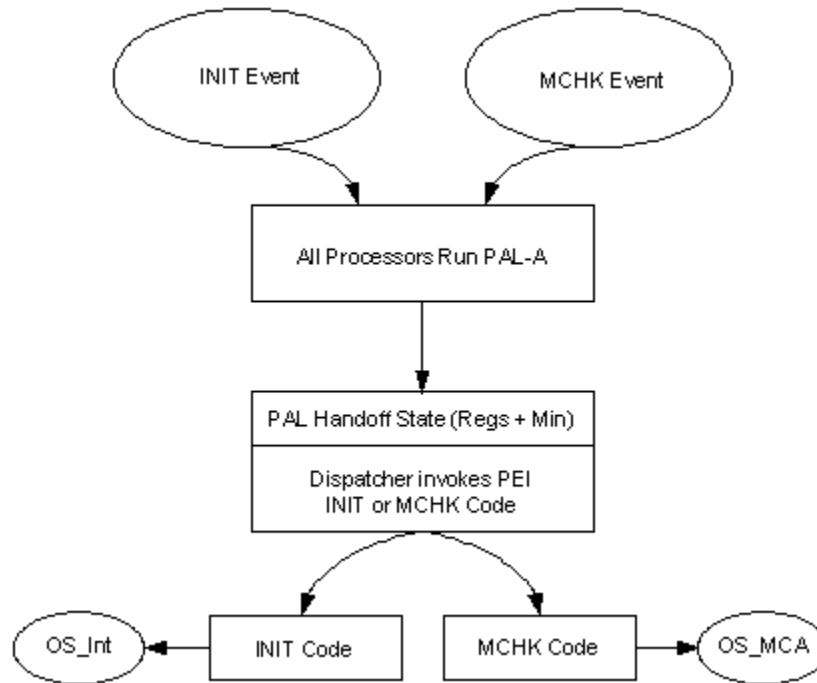 INIT Event
MCHK Event
All Processors Run PAL-A
PAL Handoff State (Regs + Min)
Dispatcher invokes PEI
INIT or MCHK Code
OS_Int
INIT Code
MCHK Code
OS_MCA